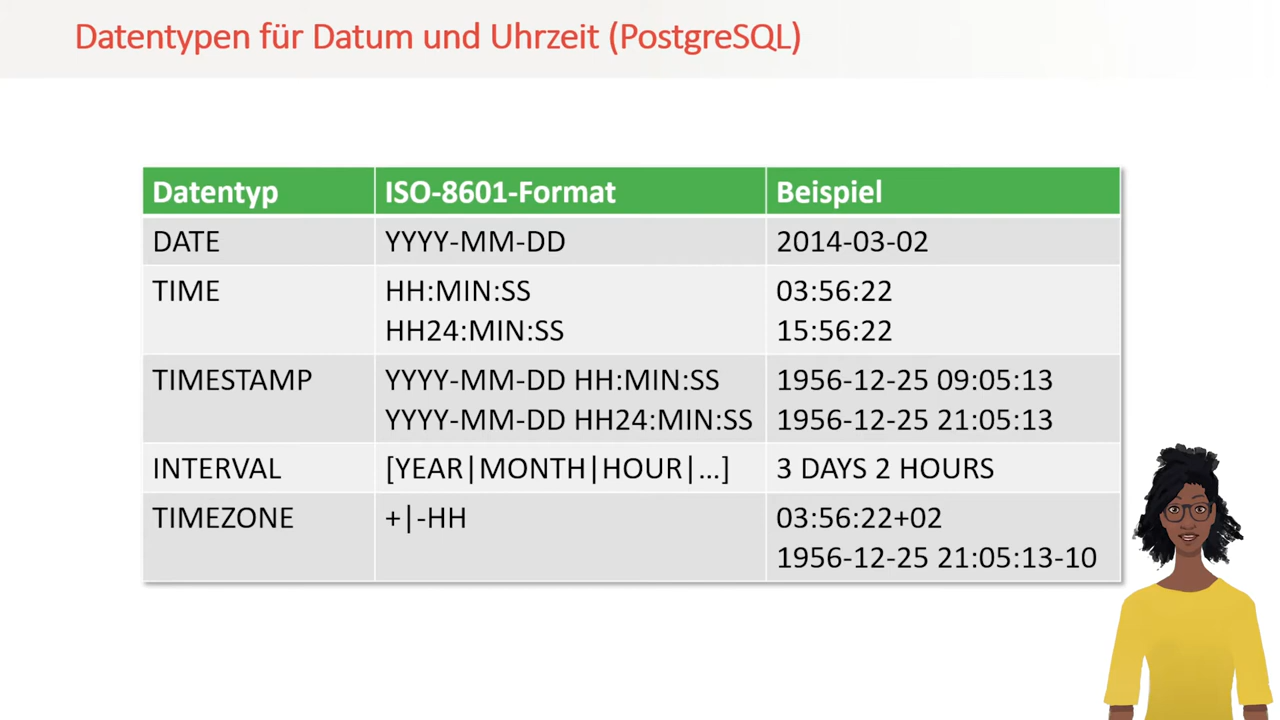 Datentypen für Datum und Uhrzeit (PostgreSQL)
Datentyp ISO-8601-Format Beispiel
DATE YYYY-MM-DD 2014-03-02
TIME HH:MIN:SS 03:56:22
HH24:MIN:SS 15:56:22
TIMESTAMP YYYY-MM-DD HH:MIN:SS 1956-12-25 09:05:13
YYYY-MM-DD HH24:MIN:SS 1956-12-25 21:05:13
INTERVAL [YEAR|MONTH|HOUR|...] 3 DAYS 2 HOURS
TIMEZONE +|-HH 03:56:22+02
1956-12-25 21:05:13-10